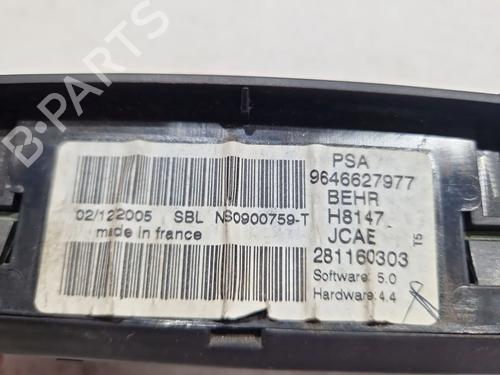 B-PARTS
PSA
9646627977
BEHR
H8147
JCAE
281160303
T5
Software: 5.0
Hardware: 4.4
02/122005 SBL NS0900759-T
made in france